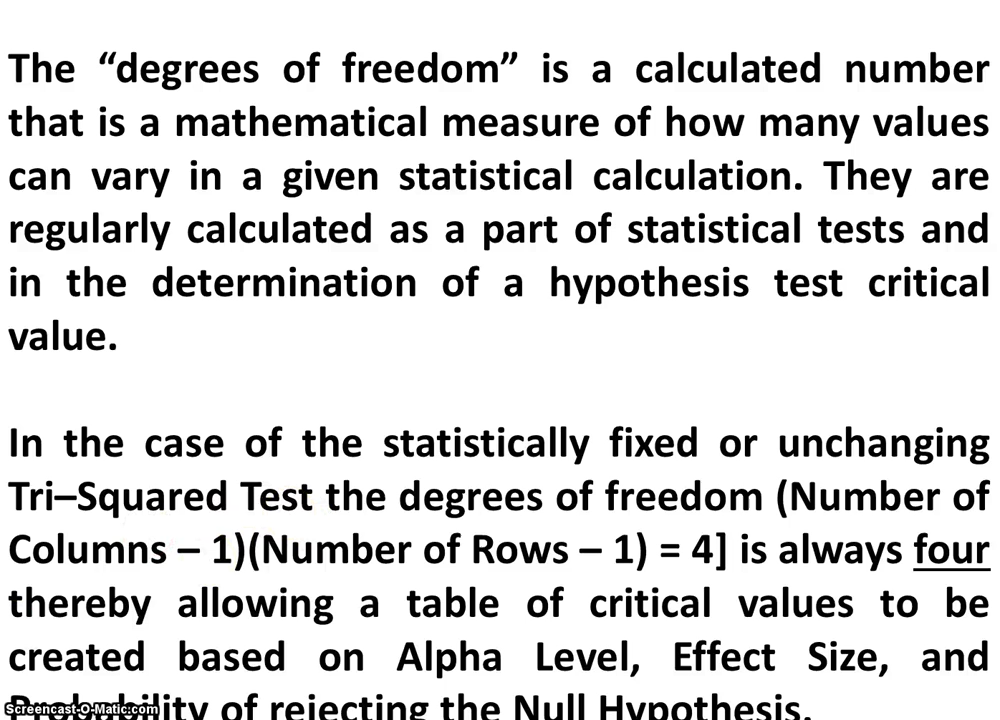 The “degrees of freedom” is a calculated number
that is a mathematical measure of how many values
can vary in a given statistical calculation. They are
regularly calculated as a part of statistical tests and
in the determination of a hypothesis test critical
value.
In the case of the statistically fixed or unchanging
Tri–Squared Test the degrees of freedom (Number of
Columns – 1)(Number of Rows – 1) = 4] is always four
thereby allowing a table of critical values to be
created based on Alpha Level, Effect Size, and
Probability of rejecting the Null Hypothesis.
Screencast-O-Matic.com